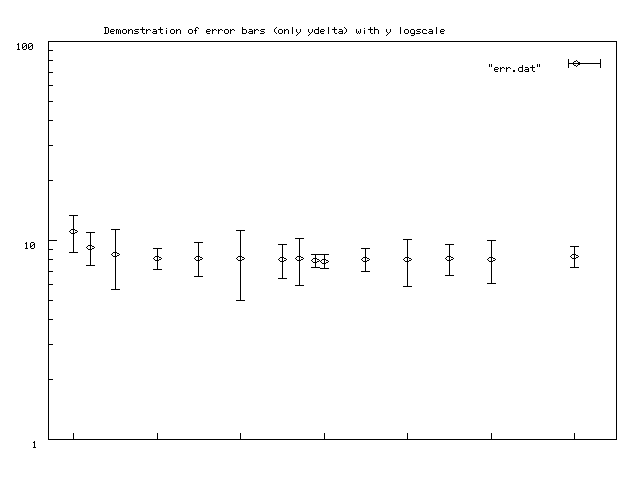 Demonstration of error bars (only ydelta) with y logscale
100
"err.dat"
10
1